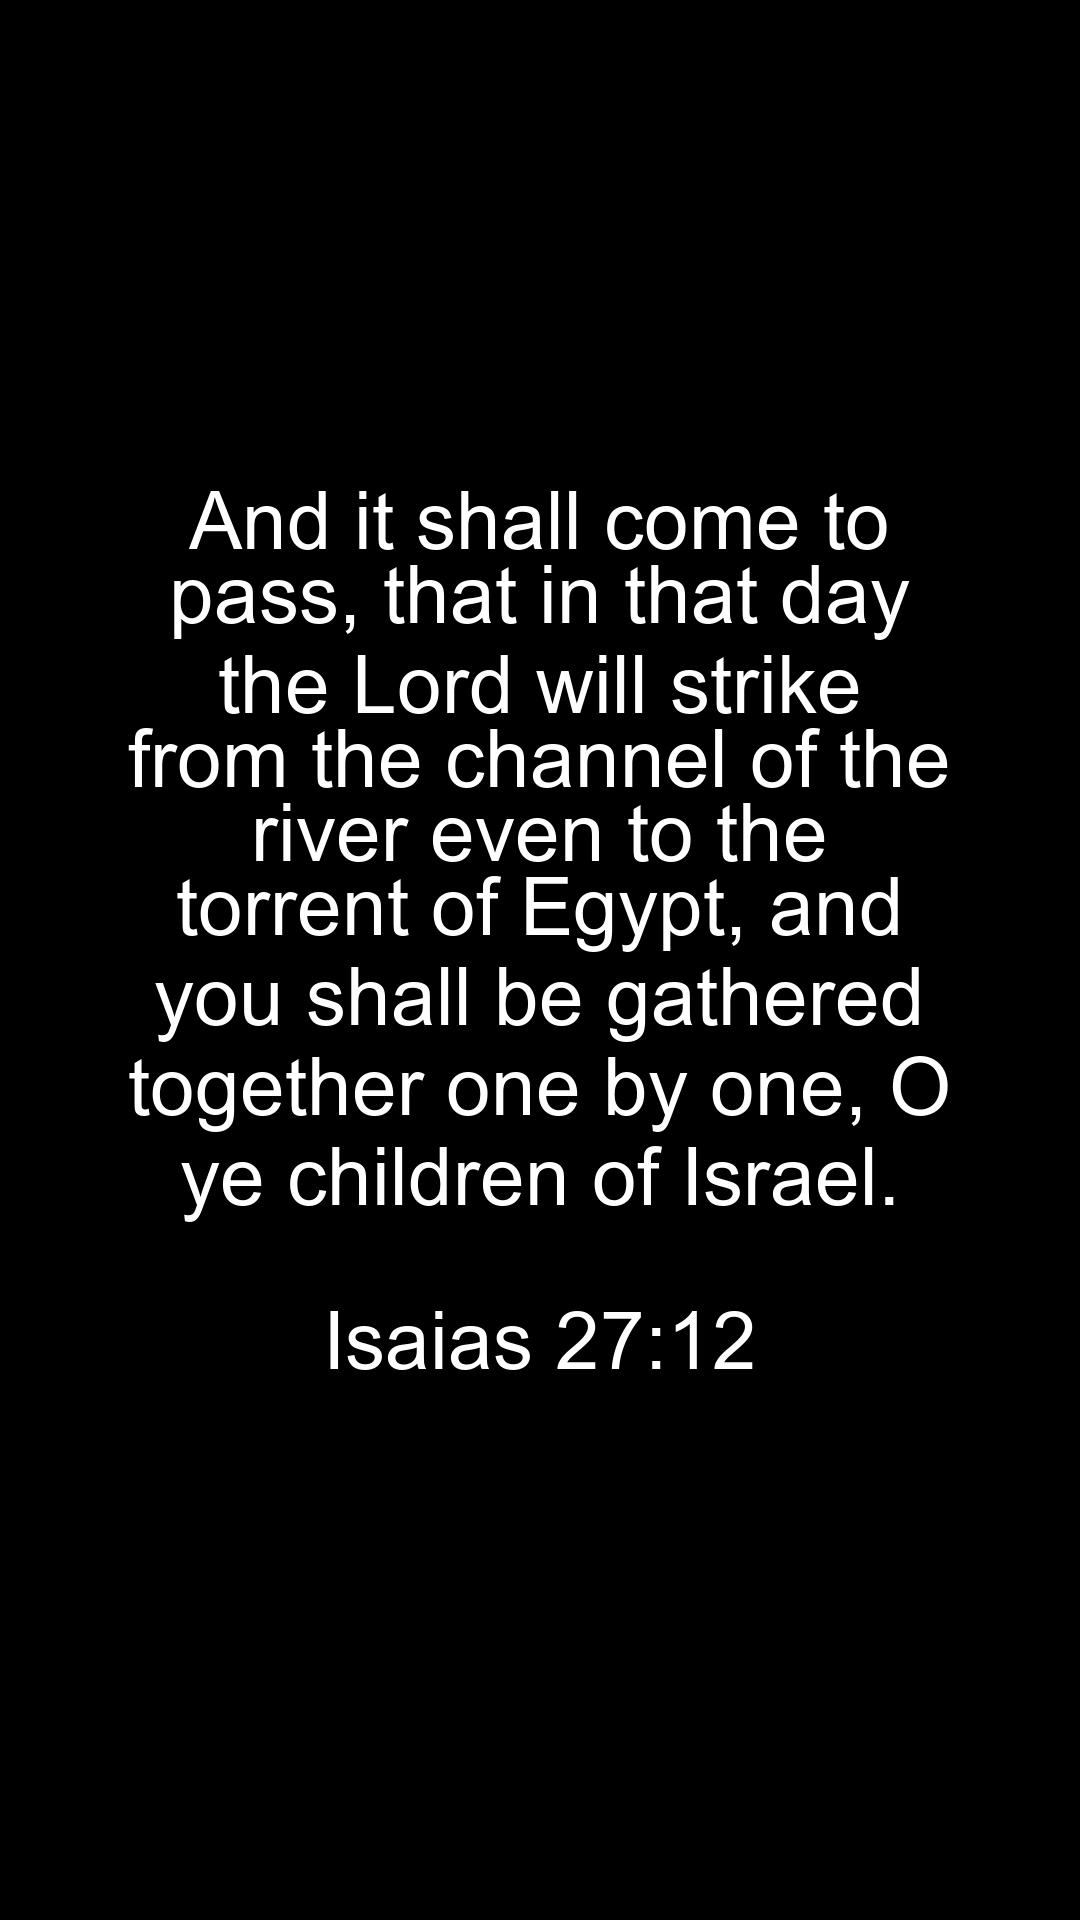 And it shall come to
pass, that in that day
the Lord will strike
from the channel of the
river even to the
torrent of Egypt, and
you shall be gathered
together one by one, O
ye children of Israel.
Isaias 27:12